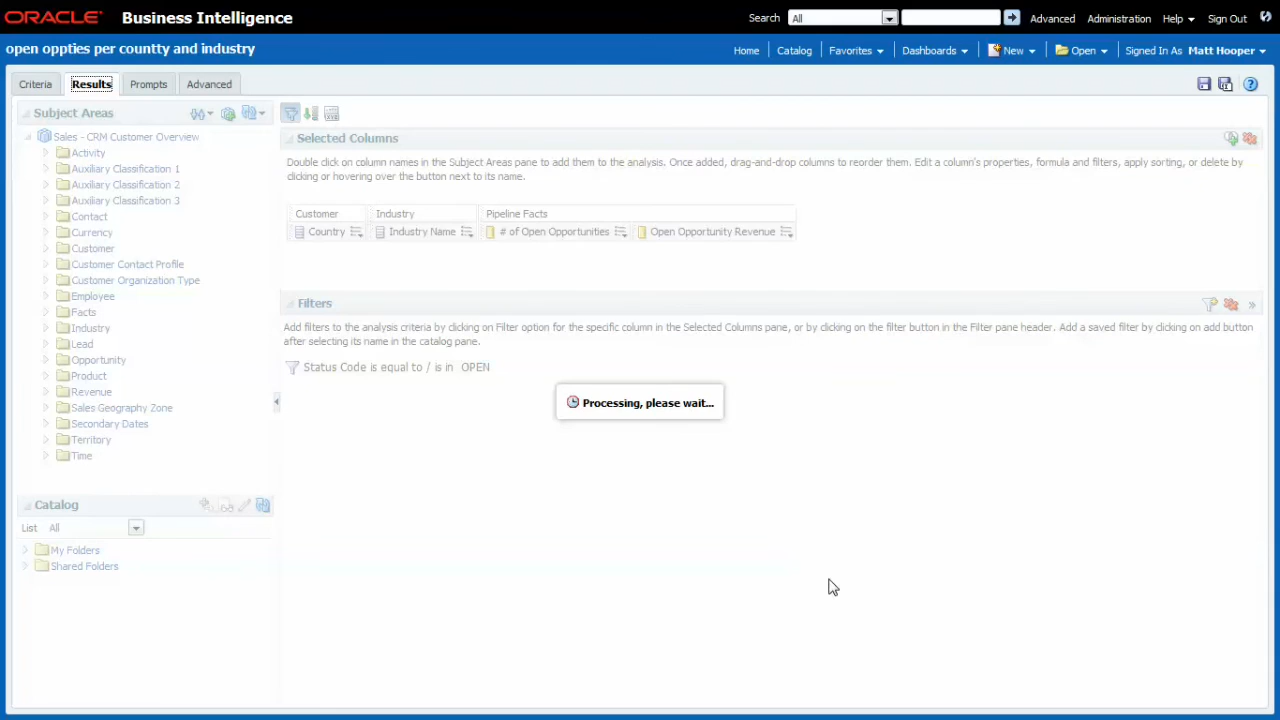 ORACLE Business Intelligence
Search All Advanced Administration Help Sign Out
open oppties per countty and industry
Home Catalog Favorites Dashboards New Open Signed In As Matt Hooper
Criteria Results Prompts Advanced
Subject Areas
Sales - CRM Customer Overview
Activity
Auxiliary Classification 1
Auxiliary Classification 2
Auxiliary Classification 3
Contact
Currency
Customer
Customer Contact Profile
Customer Organization Type
Employee
Facts
Industry
Lead
Opportunity
Product
Revenue
Sales Geography Zone
Secondary Dates
Territory
Time
Catalog
List All
My Folders
Shared Folders
Selected Columns
Double click on column names in the Subject Areas pane to add them to the analysis. Once added, drag-and-drop columns to reorder them. Edit a column's properties, formula and filters, apply sorting, or delete by
clicking or hovering over the button next to its name.
Customer Industry Pipeline Facts
Country Industry Name # of Open Opportunities Open Opportunity Revenue
Filters
Add filters to the analysis criteria by clicking on Filter option for the specific column in the Selected Columns pane, or by clicking on the filter button in the Filter pane header. Add a saved filter by clicking on add button
after selecting its name in the catalog pane.
Status Code is equal to / is in OPEN
Processing, please wait...